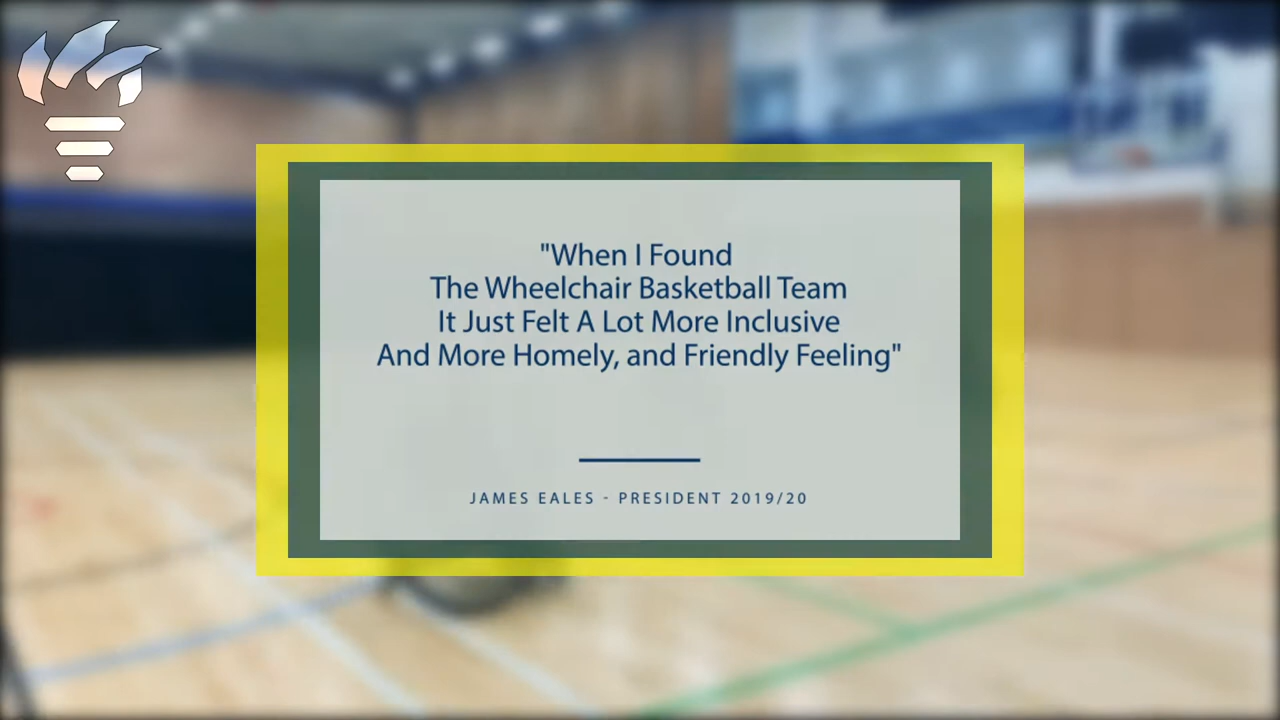 "When I Found
The Wheelchair Basketball Team
It Just Felt A Lot More Inclusive
And More Homely, and Friendly Feeling"
JAMES EALES - PRESIDENT 2019/20